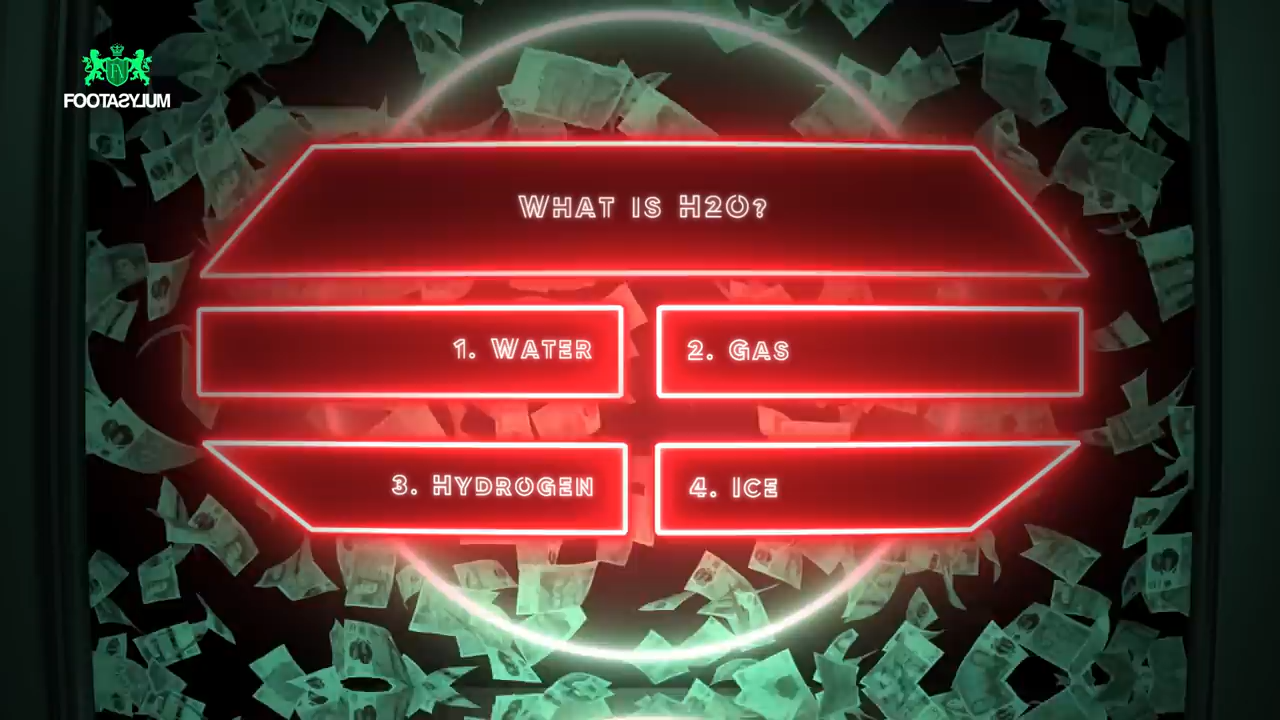 FOOTASYLUM
What is H2O?
1. Water
2. Gas
3. Hydrogen
4. Ice